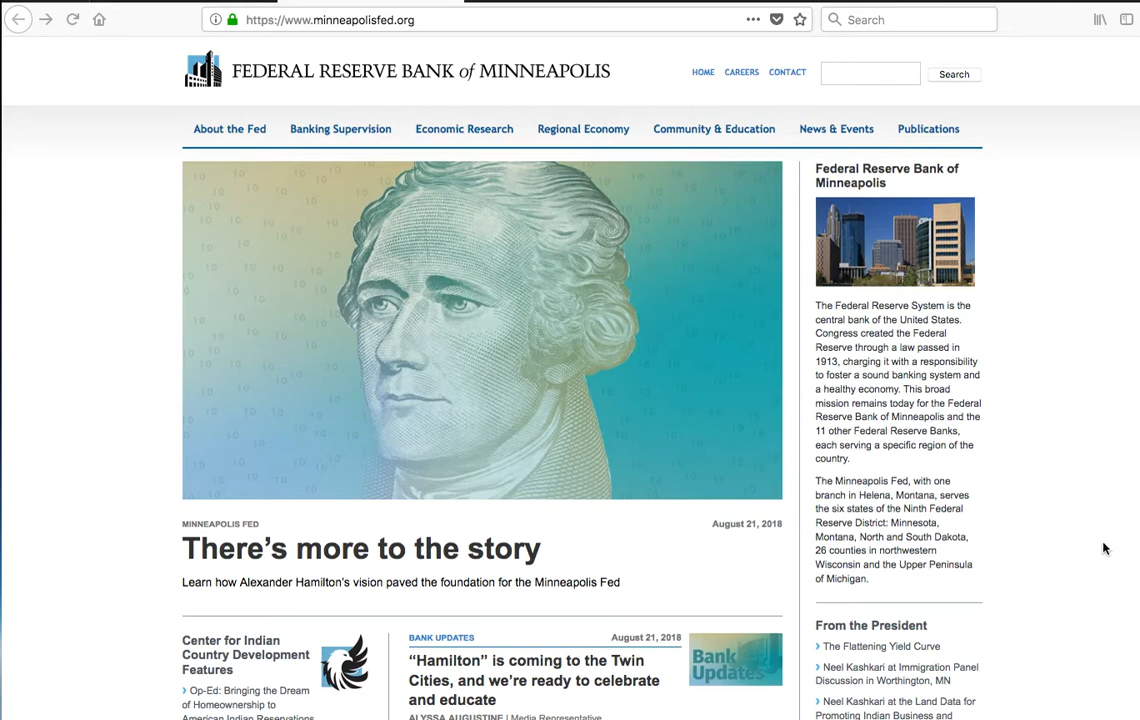 https://www.minneapolisfed.org
Search
FEDERAL RESERVE BANK of MINNEAPOLIS
HOME CAREERS CONTACT
Search
About the Fed Banking Supervision Economic Research Regional Economy Community & Education News & Events Publications
MINNEAPOLIS FED August 21, 2018
There's more to the story
Learn how Alexander Hamilton's vision paved the foundation for the Minneapolis Fed
Center for Indian
Country Development
Features
› Op-Ed: Bringing the Dream
of Homeownership to
American Indian Reservations
BANK UPDATES August 21, 2018
“Hamilton” is coming to the Twin
Cities, and we're ready to celebrate
and educate
ALYSSA AUGUSTINE | Media Representative
Bank
Updates
Federal Reserve Bank of
Minneapolis
The Federal Reserve System is the
central bank of the United States.
Congress created the Federal
Reserve through a law passed in
1913, charging it with a responsibility
to foster a sound banking system and
a healthy economy. This broad
mission remains today for the Federal
Reserve Bank of Minneapolis and the
11 other Federal Reserve Banks,
each serving a specific region of the
country.
The Minneapolis Fed, with one
branch in Helena, Montana, serves
the six states of the Ninth Federal
Reserve District: Minnesota,
Montana, North and South Dakota,
26 counties in northwestern
Wisconsin and the Upper Peninsula
of Michigan.
From the President
› The Flattening Yield Curve
› Neel Kashkari at Immigration Panel
Discussion in Worthington, MN
› Neel Kashkari at the Land Data for
Promoting Indian Business and